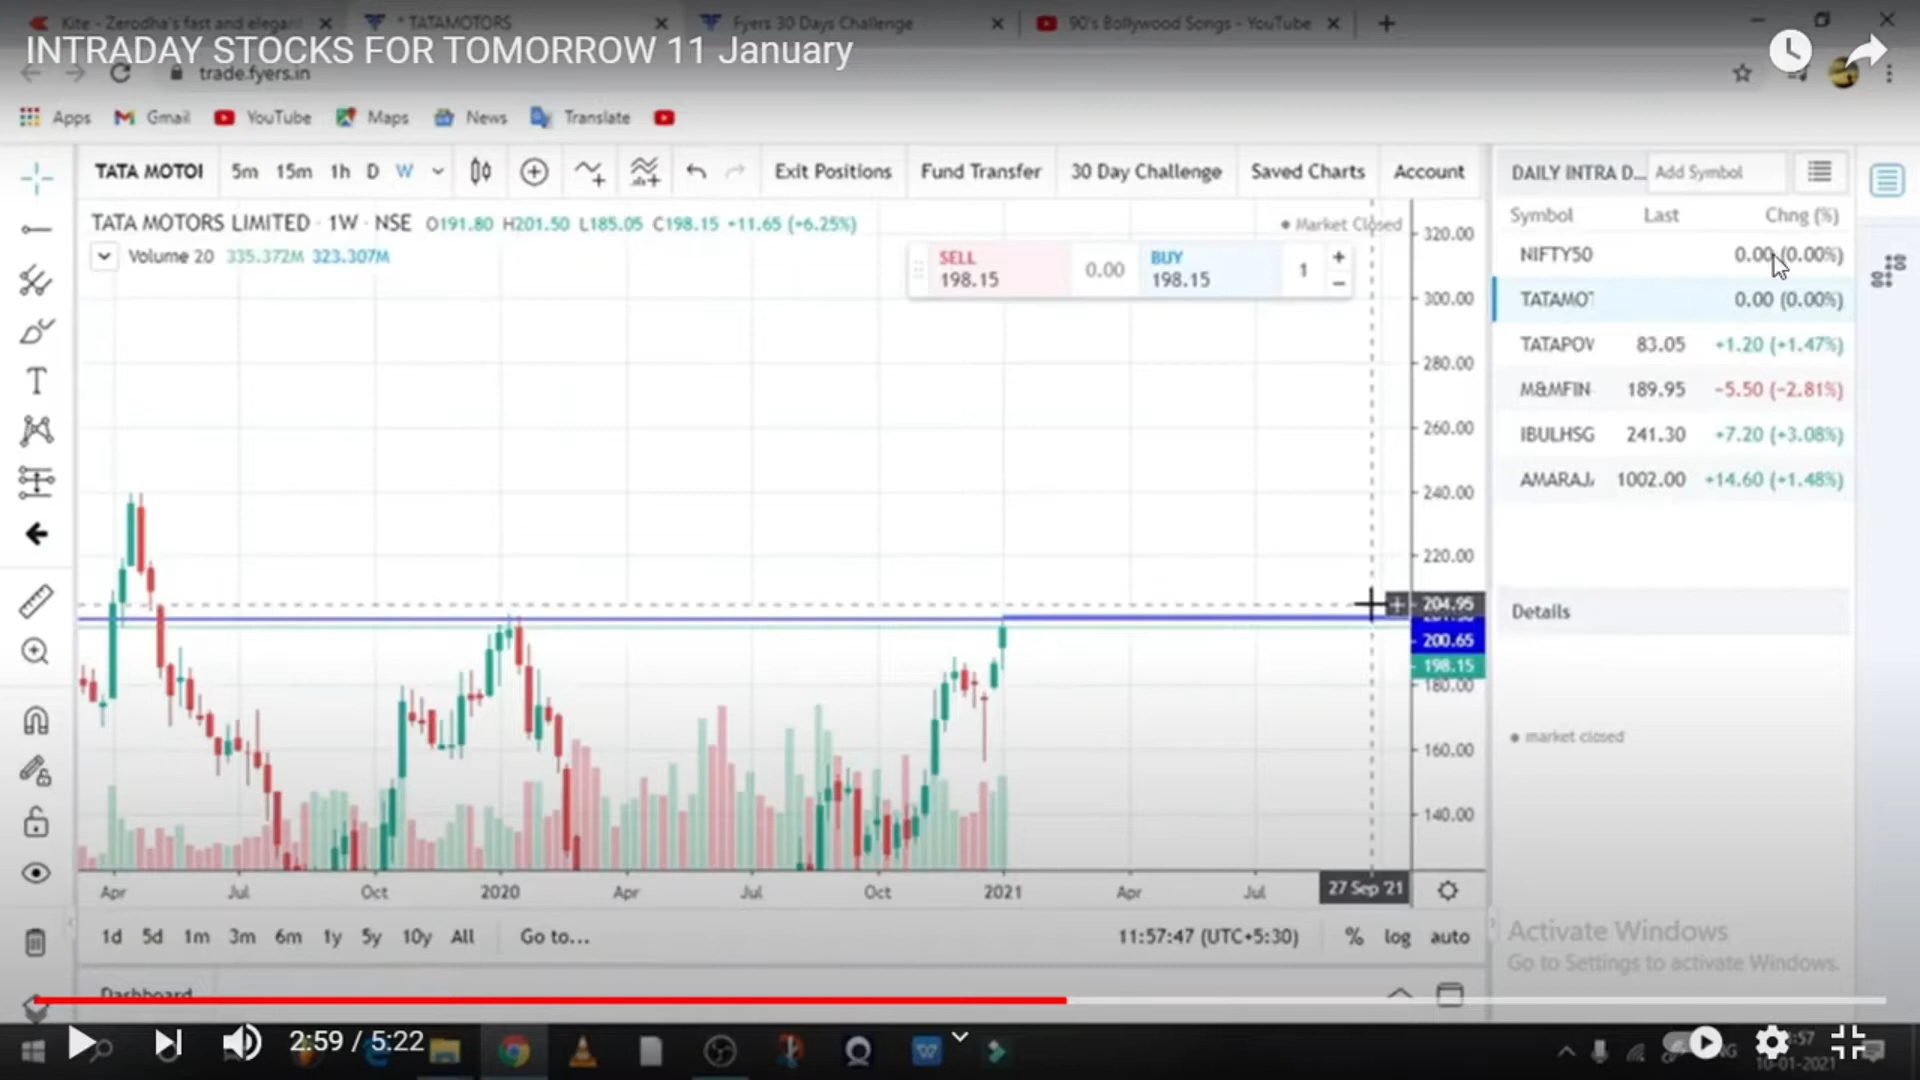 Kite - Zerodha's fast and elegant
* TATAMOTORS
Fyers 30 Days Challenge
90's Bollywood Songs - YouTube
INTRADAY STOCKS FOR TOMORROW 11 January
trade.fyers.in
Apps Gmail YouTube Maps News Translate
TATA MOTOI 5m 15m 1h D W Exit Positions Fund Transfer 30 Day Challenge Saved Charts Account
DAILY INTRA D... Add Symbol
Symbol Last Chng (%)
TATA MOTORS LIMITED · 1W · NSE O191.80 H201.50 L185.05 C198.15 +11.65 (+6.25%)
Market Closed
Volume 20 335.372M 323.307M
SELL 198.15 0.00 BUY 198.15 1 + −
NIFTY50 0.00 (0.00%)
TATAMO 0.00 (0.00%)
TATAPOV 83.05 +1.20 (+1.47%)
M&MFIN 189.95 −5.50 (−2.81%)
IBULHSG 241.30 +7.20 (+3.08%)
AMARAJ 1002.00 +14.60 (+1.48%)
320.00
300.00
280.00
260.00
240.00
220.00
204.95
200.65
198.15
180.00
160.00
140.00
Details
market closed
Apr Jul Oct 2020 Apr Jul Oct 2021 Apr Jul 27 Sep '21
1d 5d 1m 3m 6m 1y 5y 10y All Go to... 11:57:47 (UTC+5:30) % log auto
Activate Windows
Go to Settings to activate Windows.
Dashboard
2:59 / 5:22
10-01-2021